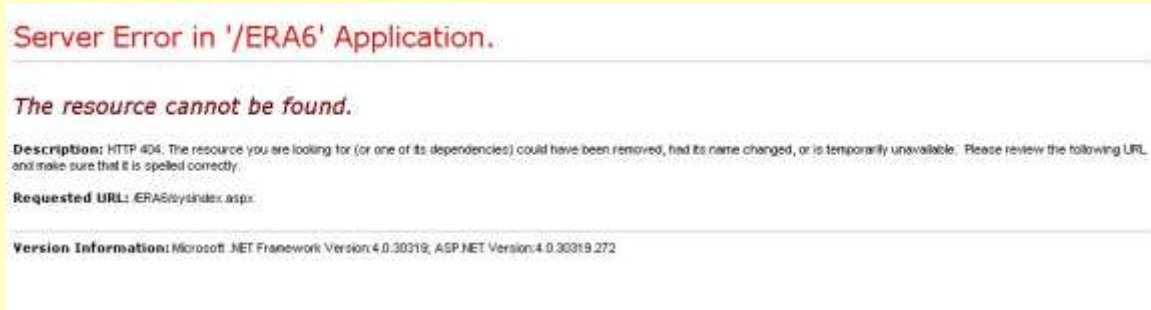 Server Error in '/ERA6' Application.
The resource cannot be found.
Description: HTTP 404. The resource you are looking for (or one of its dependencies) could have been removed, had its name changed, or is temporarily unavailable. Please review the following URL
and make sure that it is spelled correctly.
Requested URL: /ERA6/sysindex.aspx
Version Information: Microsoft .NET Framework Version:4.0.30319; ASP.NET Version:4.0.30319.272